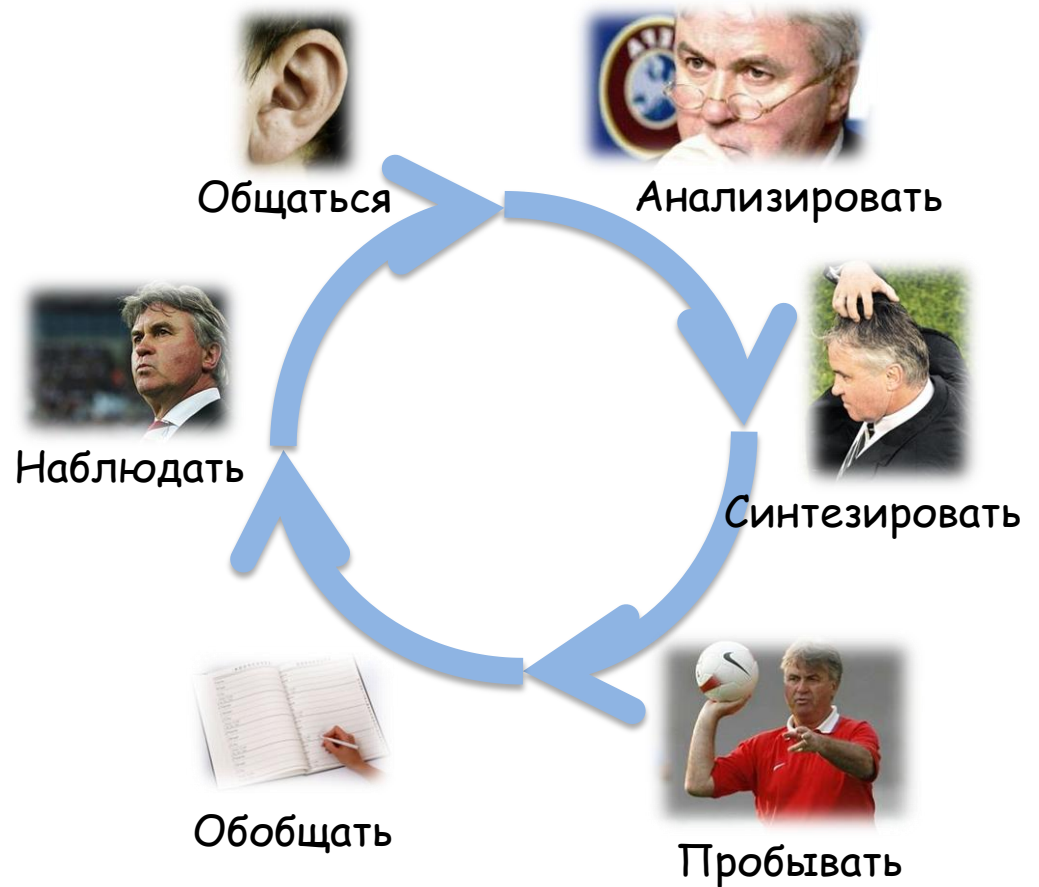 Общаться
Анализировать
Наблюдать
Синтезировать
Обобщать
Пробывать